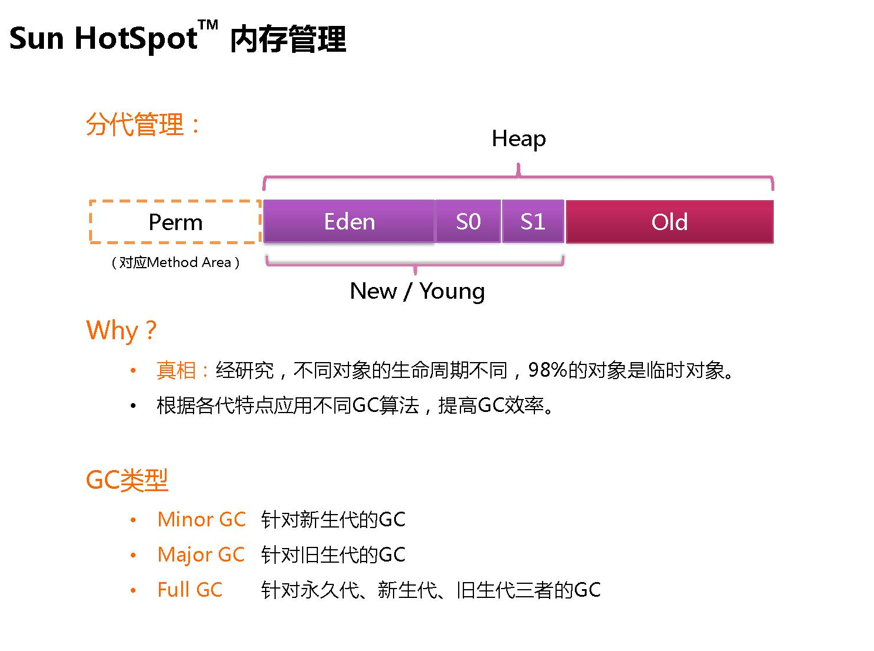 Sun HotSpot™ 内存管理
分代管理：
Heap
Perm
Eden
S0
S1
Old
（对应Method Area）
New / Young
Why？
• 真相：经研究，不同对象的生命周期不同，98%的对象是临时对象。
• 根据各代特点应用不同GC算法，提高GC效率。
GC类型
• Minor GC 针对新生代的GC
• Major GC 针对旧生代的GC
• Full GC 针对永久代、新生代、旧生代三者的GC